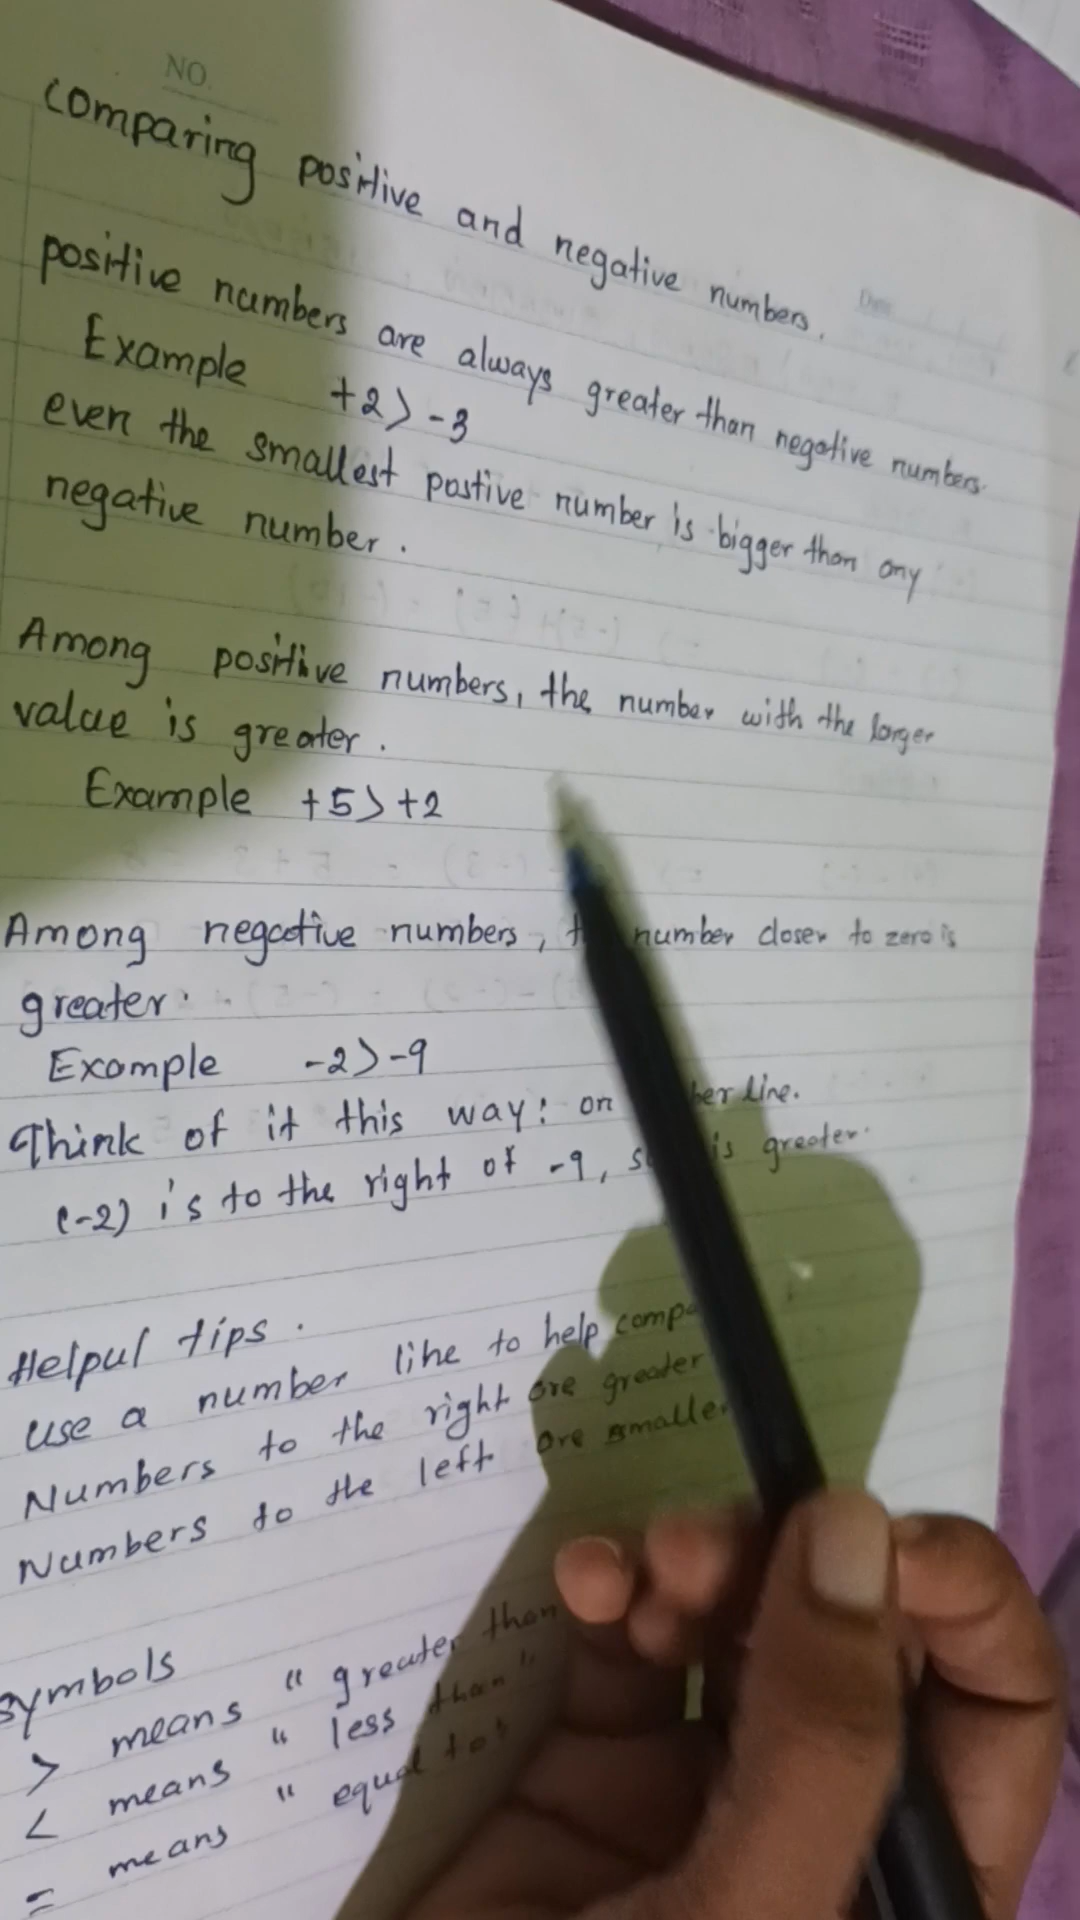 NO.
comparing positive and negative numbers.
positive numbers are always greater than negative numbers.
Example +2 > -3
even the smallest postive number is bigger than any
negative number.
Among positive numbers, the number with the larger
value is greater.
Example +5 > +2
Among negative numbers, number closer to zero is
greater.
Example -2 > -9
Think of it this way: on line.
(-2) is to the right of -9, is greater.
Helpul tips.
use a number line to help
Numbers to the right are greater
Numbers to the left are smaller
symbols
> means " greater than
< means " less than"
= means " equal to"